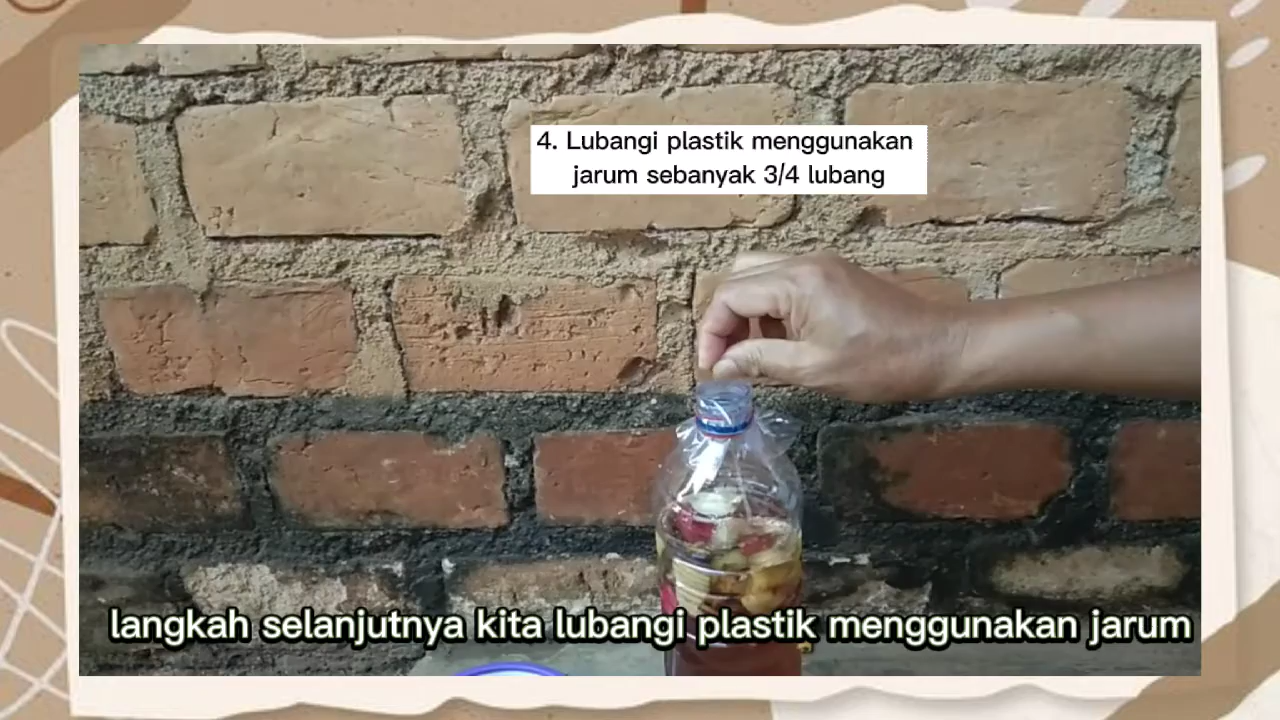 4. Lubangi plastik menggunakan
jarum sebanyak 3/4 lubang
langkah selanjutnya kita lubangi plastik menggunakan jarum